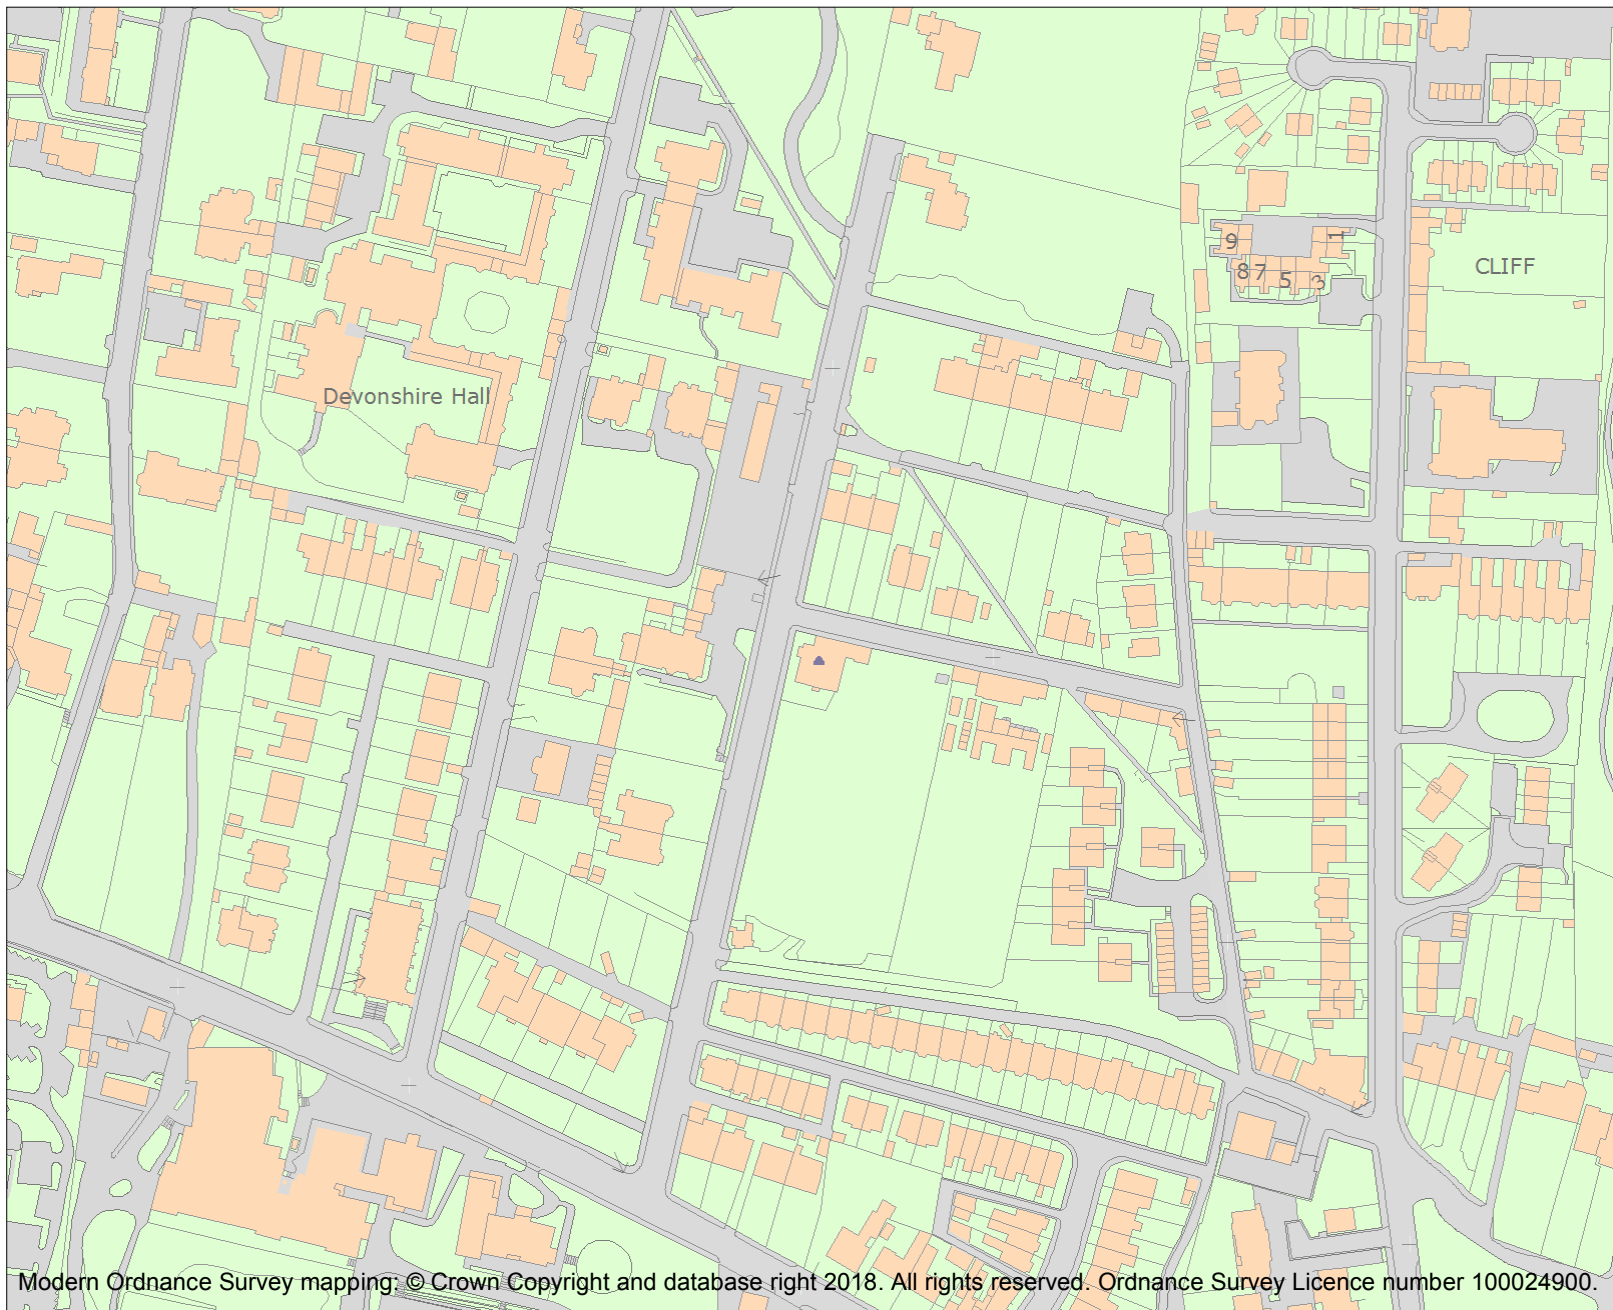 9
1
CLIFF
8 7 5 3
Devonshire Hall
Modern Ordnance Survey mapping: © Crown Copyright and database right 2018. All rights reserved. Ordnance Survey Licence number 100024900.